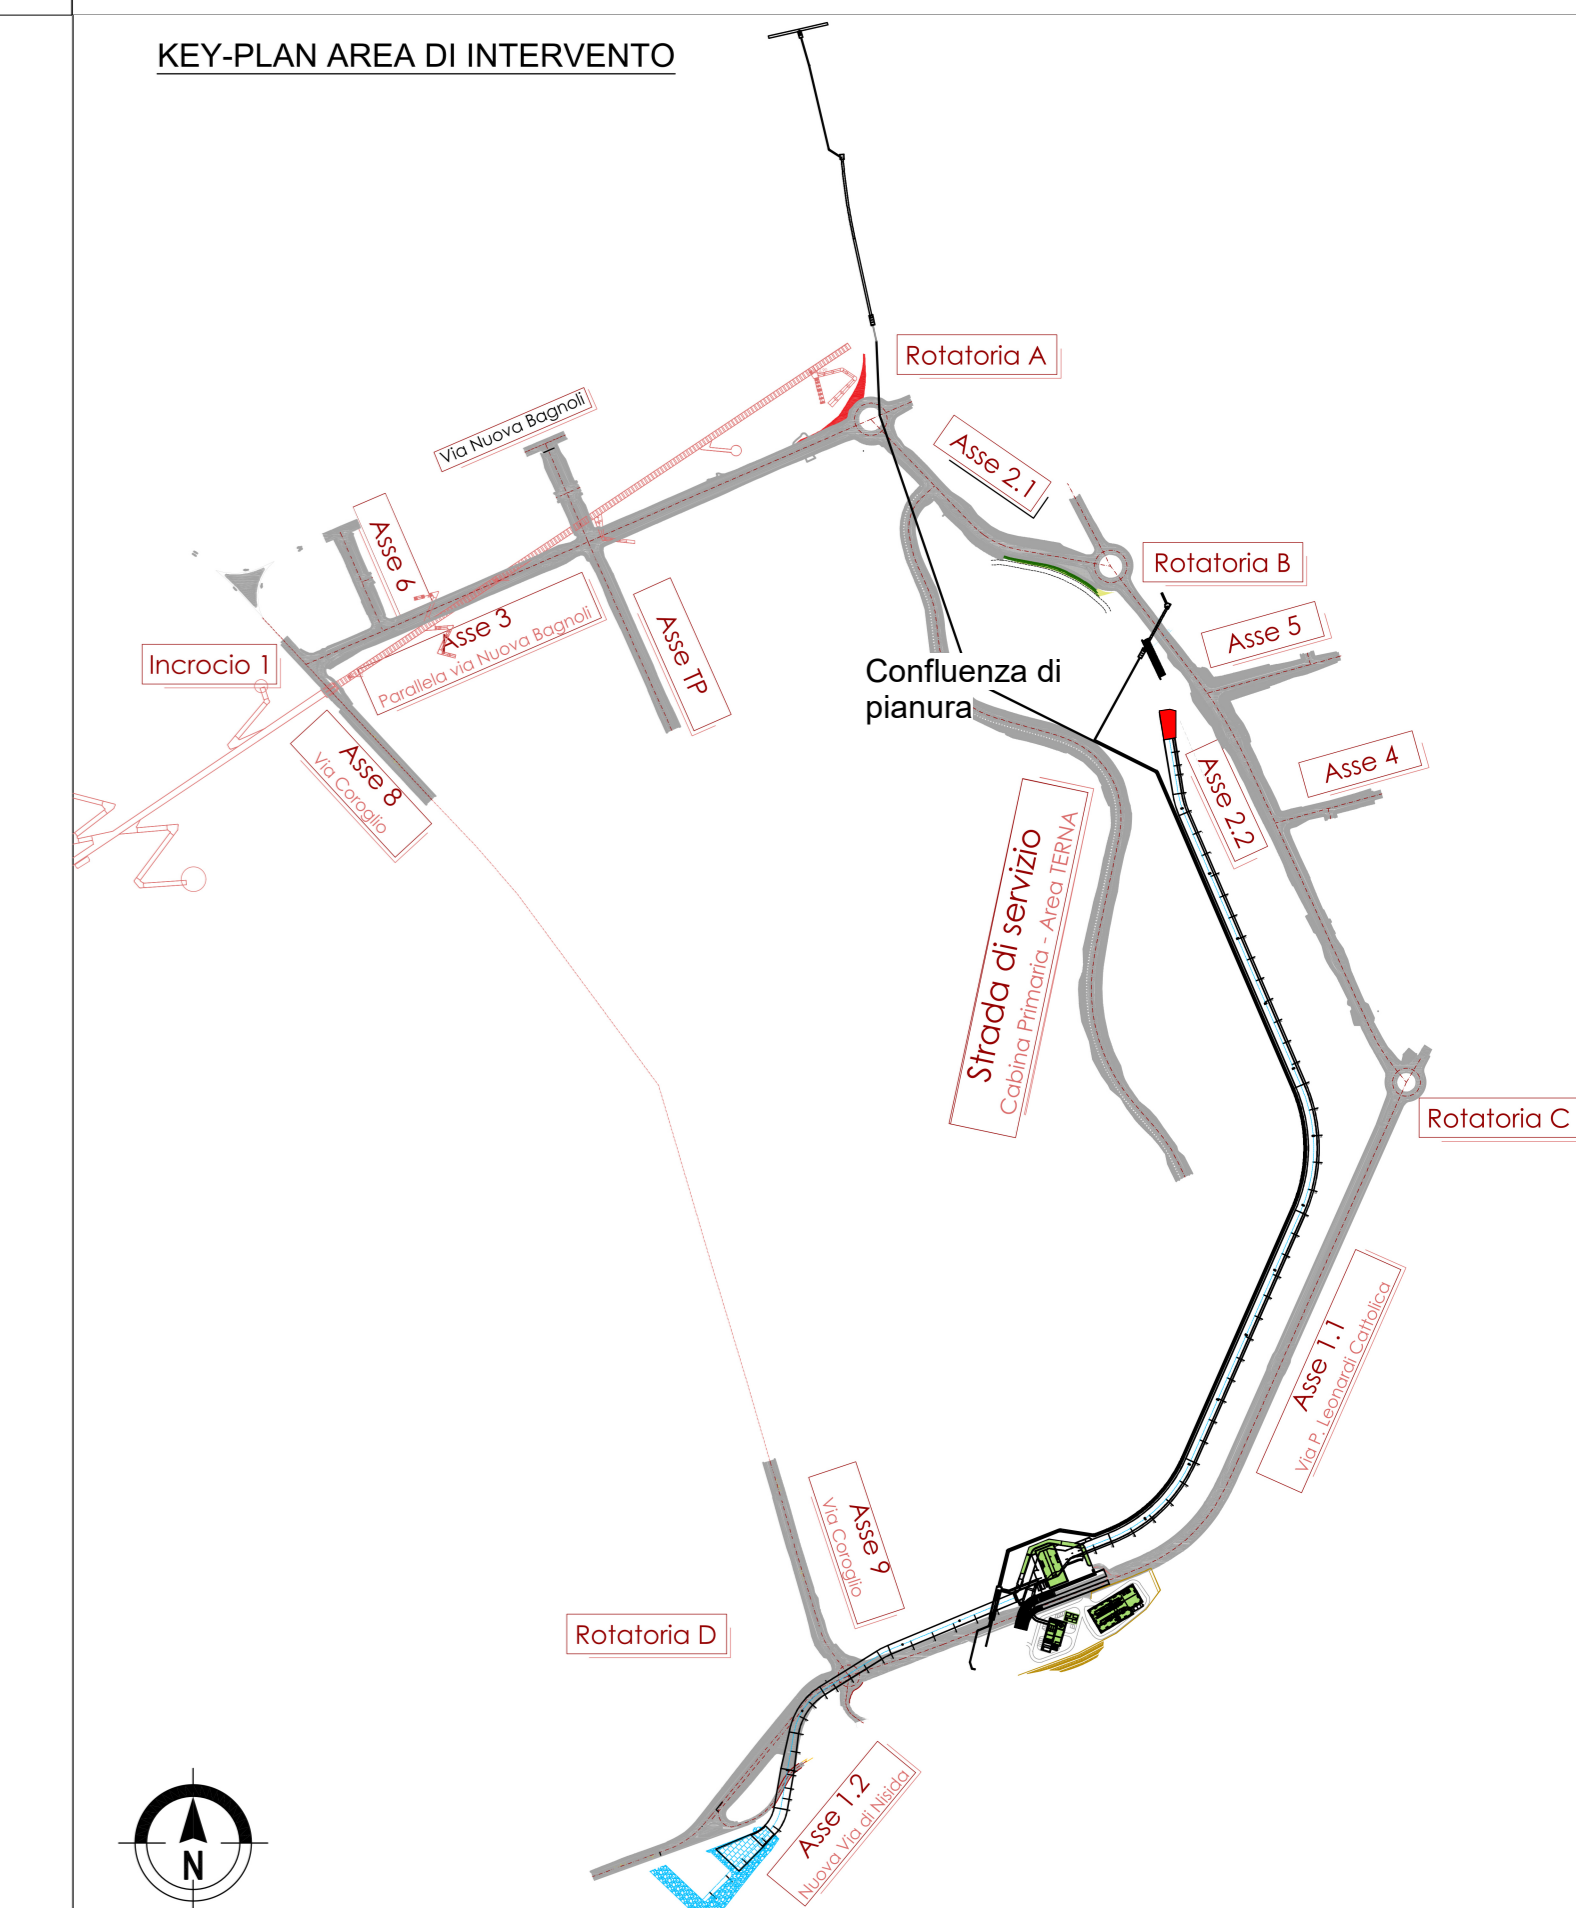 KEY-PLAN AREA DI INTERVENTO
Rotatoria A
Via Nuova Bagnoli
Asse 2.1
Asse 6
Rotatoria B
Asse 3
Parallela via Nuova Bagnoli
Asse TP
Asse 5
Incrocio 1
Confluenza di
pianura
Asse 8
Via Coroglio
Asse 2.2
Asse 4
Strada di servizio
Cabina Primaria - Area TERNA
Rotatoria C
Asse 1.1
Via P. Leonardi Cattolica
Asse 9
Via Coroglio
Rotatoria D
Asse 1.2
Nuova Via di Nisida
N